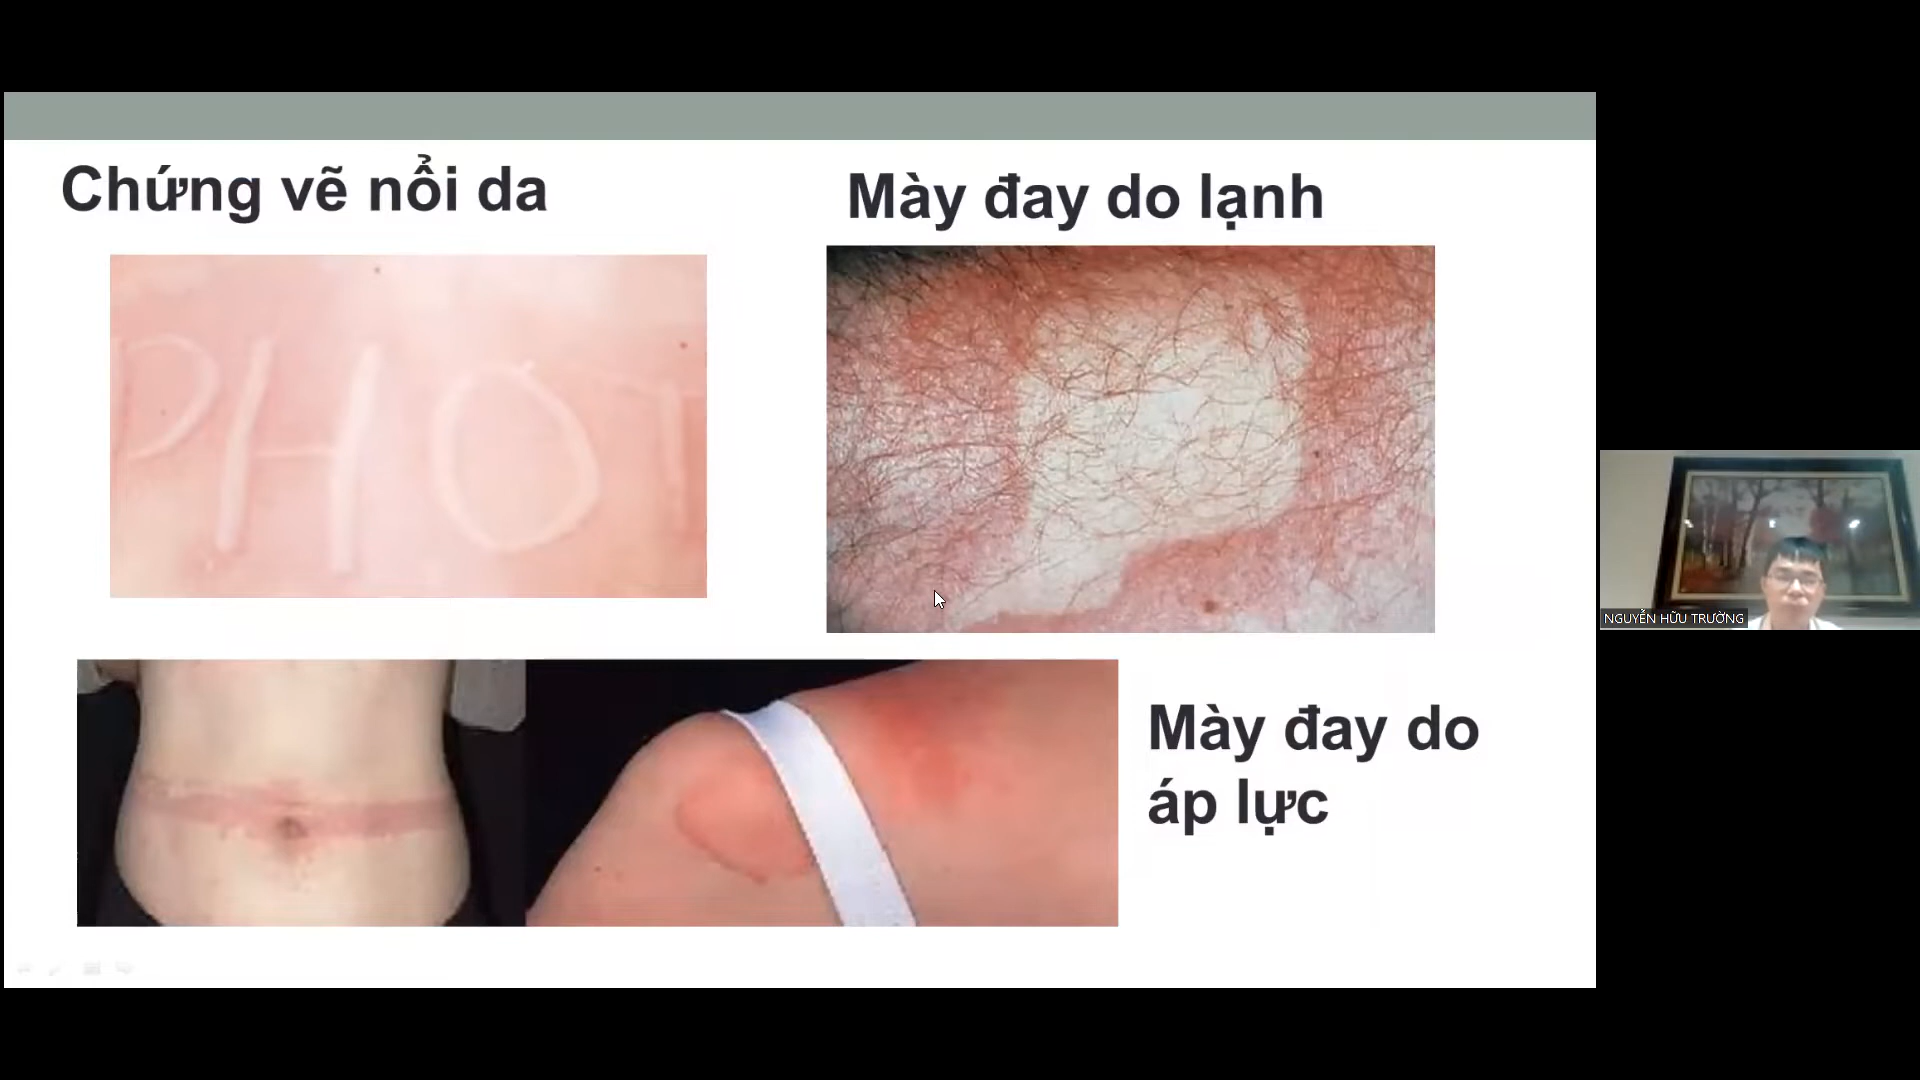 Chứng vẽ nổi da
Mày đay do lạnh
PHOT
NGUYỄN HỮU TRƯỜNG
Mày đay do
áp lực